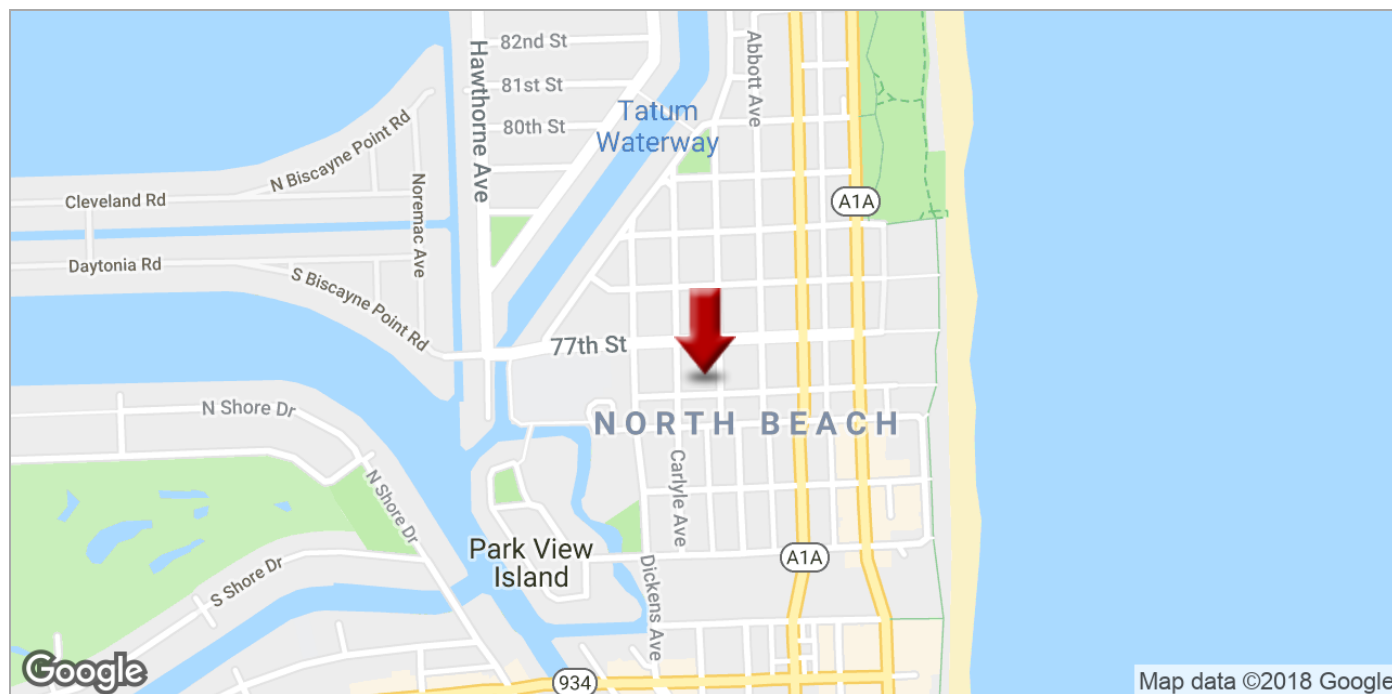 82nd St
Abbott Ave
Hawthorne Ave
81st St
Tatum
Waterway
80th St
N Biscayne Point Rd
Cleveland Rd
Noremac Ave
A1A
Daytonia Rd
S Biscayne Point Rd
77th St
N Shore Dr
NORTH BEACH
Carlyle Ave
N Shore Dr
Park View
Island
A1A
S Shore Dr
Dickens Ave
Google
934
Map data ©2018 Google